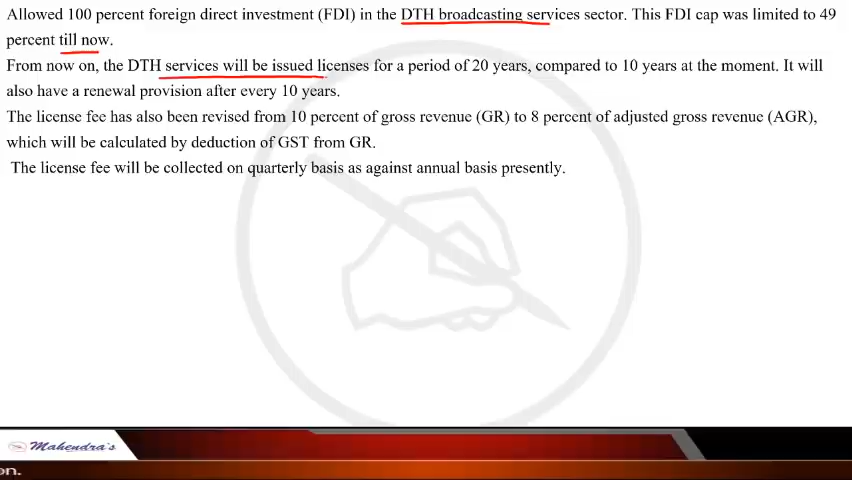 Allowed 100 percent foreign direct investment (FDI) in the DTH broadcasting services sector. This FDI cap was limited to 49
percent till now.
From now on, the DTH services will be issued licenses for a period of 20 years, compared to 10 years at the moment. It will
also have a renewal provision after every 10 years.
The license fee has also been revised from 10 percent of gross revenue (GR) to 8 percent of adjusted gross revenue (AGR),
which will be calculated by deduction of GST from GR.
The license fee will be collected on quarterly basis as against annual basis presently.
Mahendra's
on.